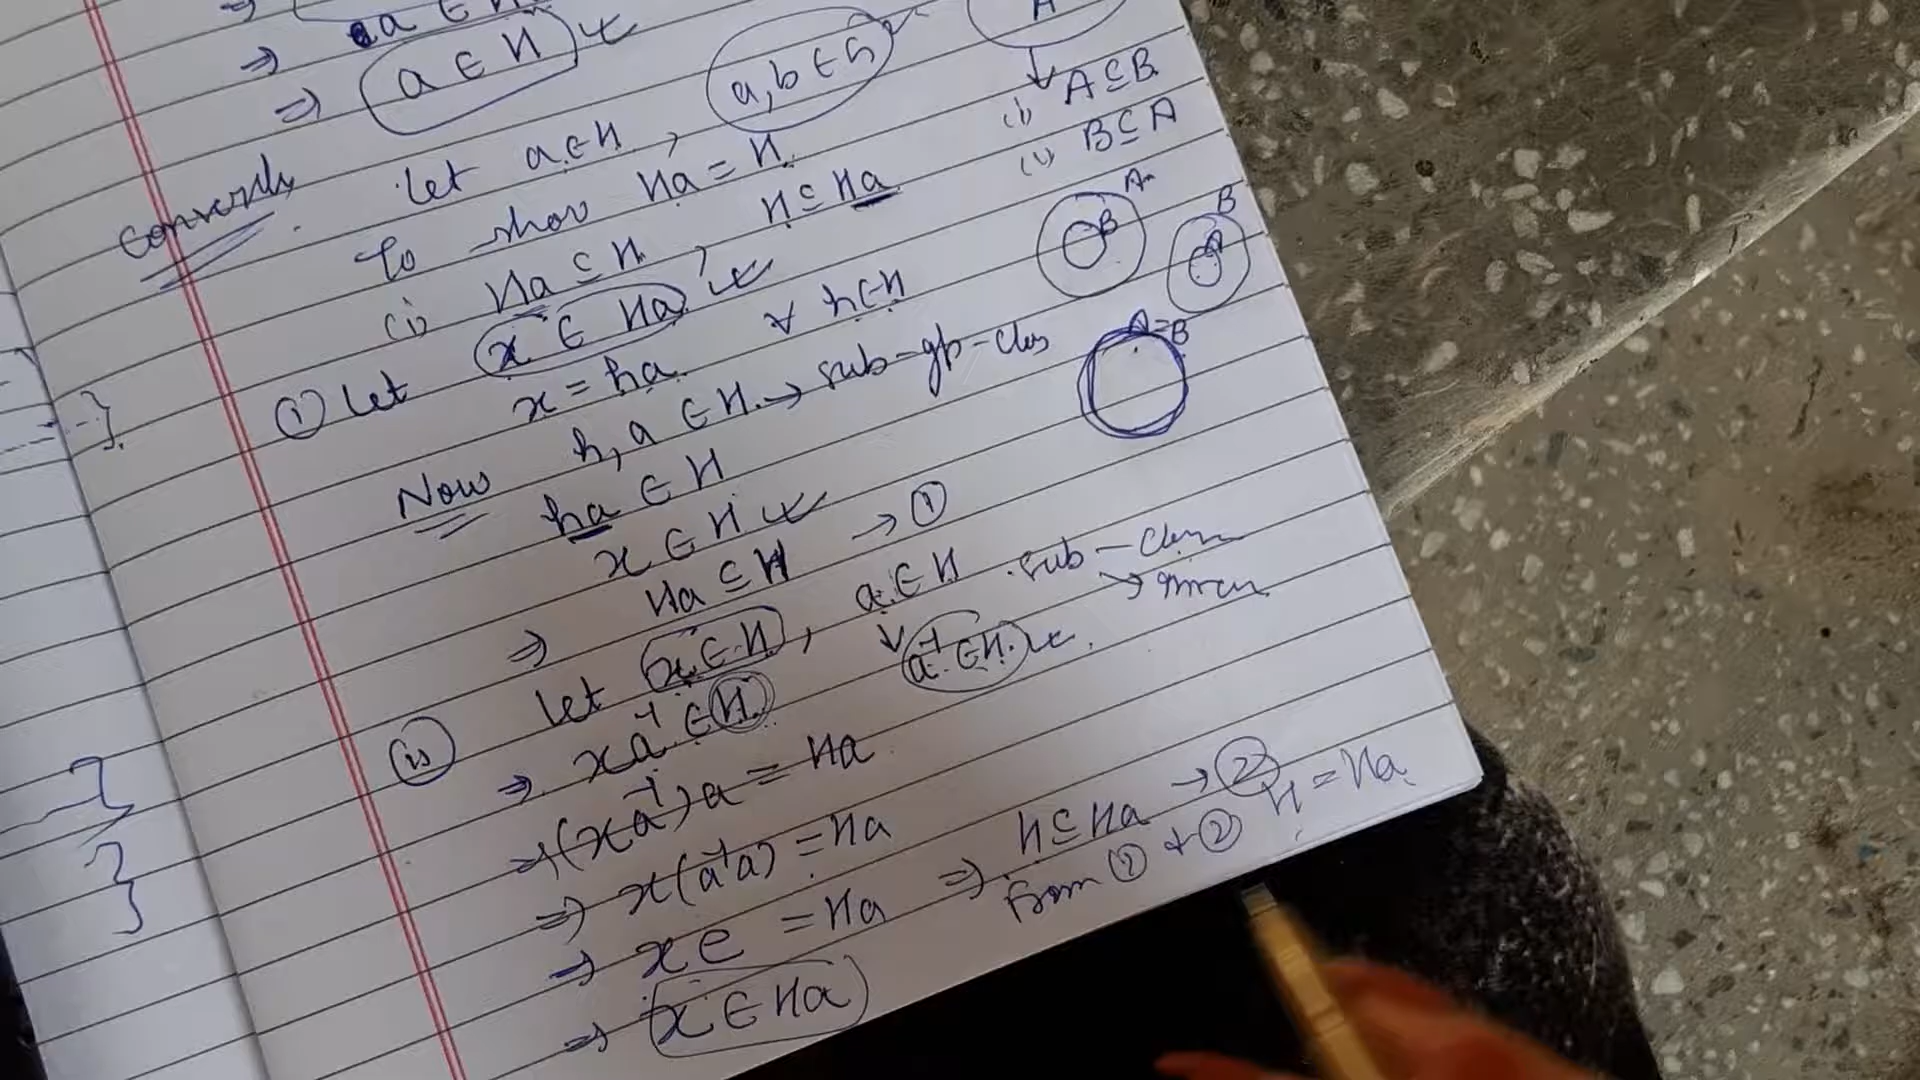 ⇒ a ∈ H
⇒ a ∈ H
a, b ∈ G
A
(i) A ⊆ B
(ii) B ⊆ A
Conversely Let a ∈ H,
To show Ha = H.
(i) Ha ⊆ H, H ⊆ Ha
A B
B A
A = B
① Let x ∈ Ha
x = ha. ∀ h ∈ H
Now h, a ∈ H. → sub-gp-clos
ha ∈ H
x ∈ H
⇒ Ha ⊆ H → ①
(ii) Let x ∈ H, a ∈ H sub -
a⁻¹ ∈ H.
⇒ xa⁻¹ ∈ H.
⇒ (xa⁻¹)a = Ha
⇒ x(a⁻¹a) = Ha
⇒ xe = Ha
⇒ x ∈ Ha
⇒ H ⊆ Ha → ②
From ① + ② H = Ha